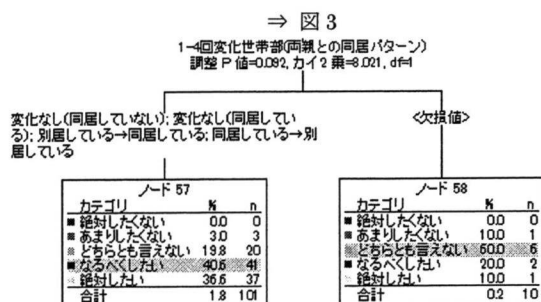 ⇒ 図3
1-4回変化世帯部(両親との同居パターン)
調整 P 値=0.092, カイ2 乗=8.021, df=1
変化なし(同居していない); 変化なし(同居してい
る); 別居している→同居している; 同居している→別
居している
<欠損値>
ノード 57
カテゴリ % n
絶対したくない 0.0 0
あまりしたくない 3.0 3
どちらとも言えない 19.8 20
なるべくしたい 40.6 41
絶対したい 36.6 37
合計 1.8 101
ノード 58
カテゴリ % n
絶対したくない 0.0 0
あまりしたくない 10.0 1
どちらとも言えない 60.0 6
なるべくしたい 20.0 2
絶対したい 10.0 1
合計 0.2 10